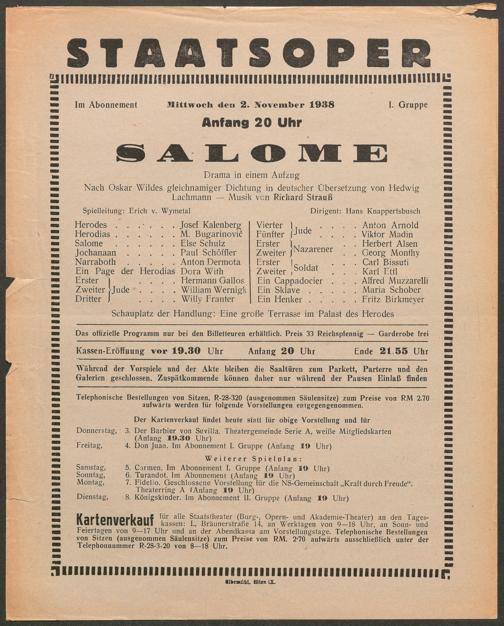 STAATSOPER
Im Abonnement Mittwoch den 2. November 1938 I. Gruppe
Anfang 20 Uhr
SALOME
Drama in einem Aufzug
Nach Oskar Wildes gleichnamiger Dichtung in deutscher Übersetzung von Hedwig
Lachmann — Musik von Richard Strauß
Spielleitung: Erich v. Wymetal Dirigent: Hans Knappertsbusch
Herodes . . . . . . Josef Kalenberg
Herodias . . . . . . M. Bugarinović
Salome . . . . . . Else Schulz
Jochanaan . . . . . . Paul Schöffler
Narraboth . . . . . . Anton Dermota
Ein Page der Herodias Dora With
Erster } Jude . . . . . Hermann Gallos
Zweiter } Jude . . . . . William Wernigk
Dritter } . . . . . Willy Franter
Vierter } Jude . . . . . Anton Arnold
Fünfter } . . . . . Viktor Madin
Erster } Nazarener . . . Herbert Alsen
Zweiter } . . . Georg Monthy
Erster } Soldat . . . . Carl Bissuti
Zweiter } . . . . Karl Ettl
Ein Cappadocier . . . Alfred Muzzarelli
Ein Sklave . . . . . Maria Schober
Ein Henker . . . . . Fritz Birkmeyer
Schauplatz der Handlung: Eine große Terrasse im Palast des Herodes
Das offizielle Programm nur bei den Billetteuren erhältlich. Preis 33 Reichspfennig — Garderobe frei
Kassen-Eröffnung vor 19.30 Uhr Anfang 20 Uhr Ende 21.55 Uhr
Während der Vorspiele und der Akte bleiben die Saaltüren zum Parkett, Parterre und den
Galerien geschlossen. Zuspätkommende können daher nur während der Pausen Einlaß finden
Telephonische Bestellungen von Sitzen, R-28-320 (ausgenommen Säulensitze) zum Preise von RM 2.70
aufwärts werden für folgende Vorstellungen entgegengenommen.
Der Kartenverkauf findet heute statt für obige Vorstellung und für
Donnerstag, 3. Der Barbier von Sevilla. Theatergemeinde Serie A, weiße Mitgliedskarten
(Anfang 19.30 Uhr)
Freitag, 4. Don Juan. Im Abonnement I. Gruppe (Anfang 19 Uhr)
Weiterer Spielplan:
Samstag, 5. Carmen. Im Abonnement I. Gruppe (Anfang 19 Uhr)
Sonntag, 6. Turandot. Im Abonnement (Anfang 19 Uhr)
Montag, 7. Fidelio. Geschlossene Vorstellung für die NS-Gemeinschaft „Kraft durch Freude“.
Theaterring A (Anfang 19 Uhr)
Dienstag, 8. Königskinder. Im Abonnement II. Gruppe (Anfang 19 Uhr)
Kartenverkauf für alle Staatstheater (Burg-, Opern- und Akademie-Theater) an den Tages-
kassen: I., Bräunerstraße 14, an Werktagen von 9—18 Uhr, an Sonn- und
Feiertagen von 9—17 Uhr und an der Abendkassa am Vorstellungstage. Telephonische Bestellungen
von Sitzen (ausgenommen Säulensitze) zum Preise von RM. 2·70 aufwärts ausschließlich unter der
Telephonnummer R-28-3-20 von 8—18 Uhr.
Elbemühl, Wien IX.